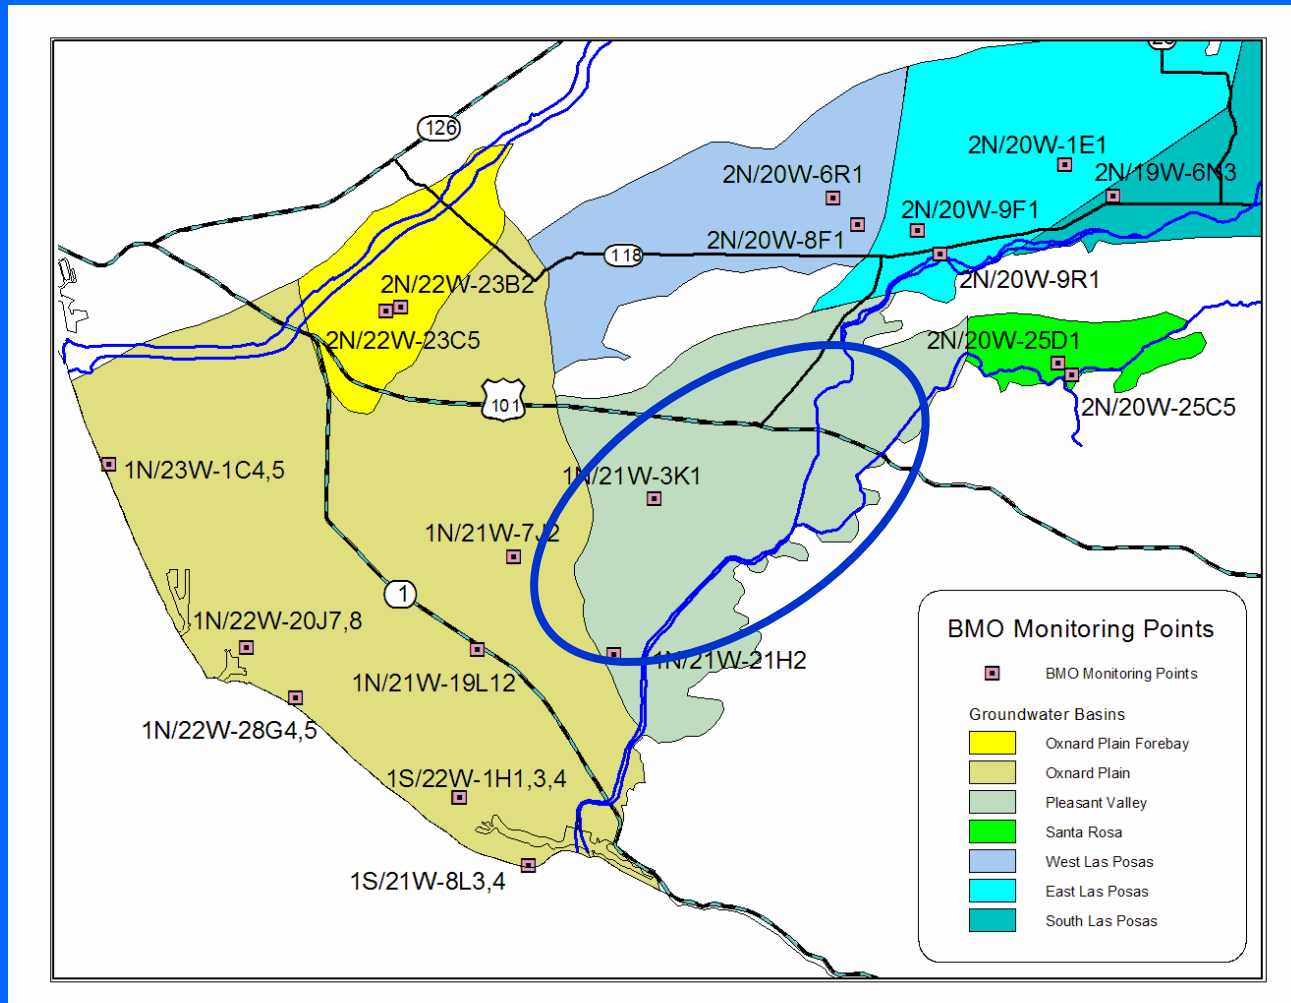 126
2N/20W-1E1
2N/19W-6N3
2N/20W-6R1
2N/20W-9F1
2N/20W-8F1
118
2N/20W-9R1
2N/22W-23B2
2N/22W-23C5
2N/20W-25D1
2N/20W-25C5
101
1N/23W-1C4,5
1N/21W-3K1
1N/21W-7J2
1
1N/22W-20J7,8
1N/21W-21H2
1N/21W-19L12
1N/22W-28G4,5
1S/22W-1H1,3,4
1S/21W-8L3,4
BMO Monitoring Points
BMO Monitoring Points
Groundwater Basins
Oxnard Plain Forebay
Oxnard Plain
Pleasant Valley
Santa Rosa
West Las Posas
East Las Posas
South Las Posas